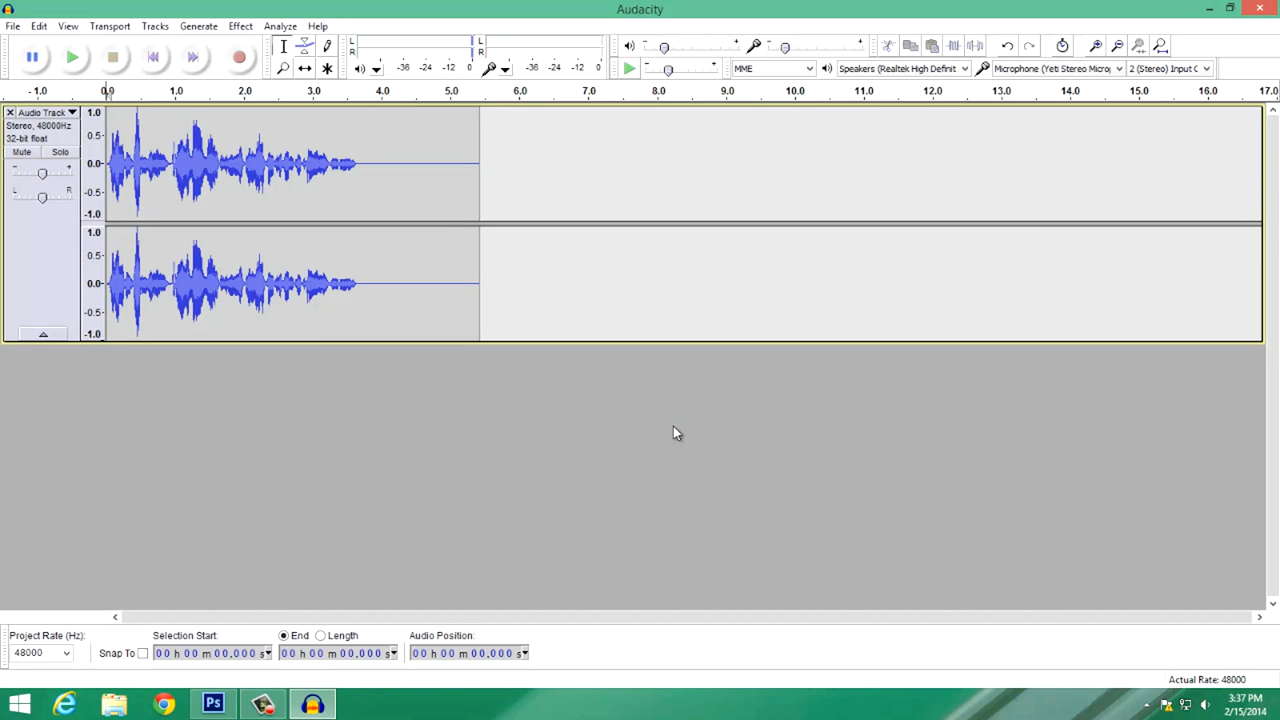 Audacity
File Edit View Transport Tracks Generate Effect Analyze Help
L R -36 -24 -12 0 L R -36 -24 -12 0
MME Speakers (Realtek High Definit Microphone (Yeti Stereo Micro 2 (Stereo) Input C
-1.0 0.0 1.0 2.0 3.0 4.0 5.0 6.0 7.0 8.0 9.0 10.0 11.0 12.0 13.0 14.0 15.0 16.0 17.0
Audio Track
Stereo, 48000Hz
32-bit float
Mute Solo
- +
L R
1.0
0.5
0.0
-0.5
-1.0
1.0
0.5
0.0
-0.5
-1.0
Project Rate (Hz): Selection Start: End Length Audio Position:
48000 Snap To 00 h 00 m 00.000 s 00 h 00 m 00.000 s 00 h 00 m 00.000 s
Actual Rate: 48000
Ps
3:37 PM
2/15/2014